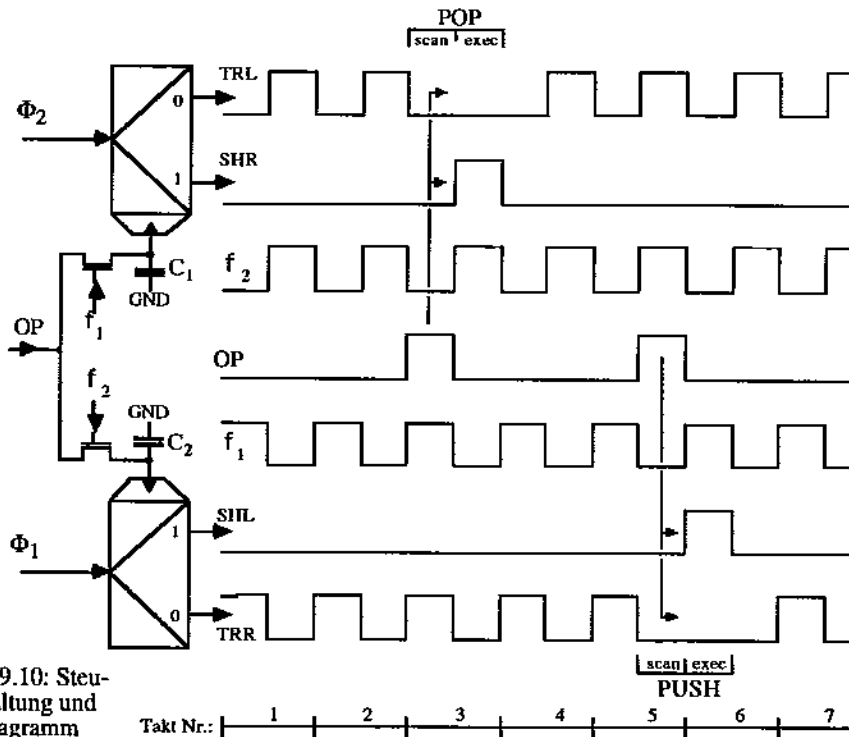 POP
scan exec
TRL
0
Φ2
SHR
1
C1
GND
f1
f2
OP
OP
f2
GND
C2
f1
SHL
1
Φ1
0
TRR
scan exec
PUSH
9.10: Steu-
ltung und
agramm
Takt Nr.: 1 2 3 4 5 6 7